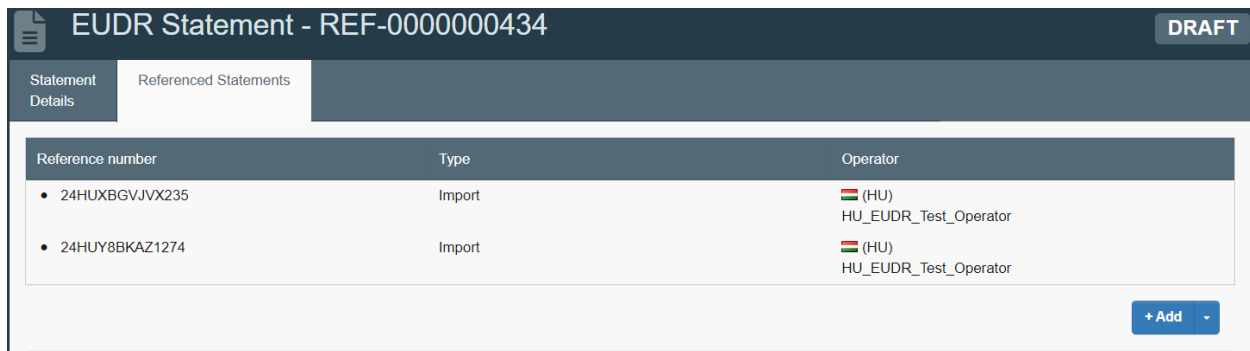 EUDR Statement - REF-0000000434
DRAFT
Statement
Details
Referenced Statements
Reference number Type Operator
• 24HUXBGVJVX235 Import (HU)
HU_EUDR_Test_Operator
• 24HUY8BKAZ1274 Import (HU)
HU_EUDR_Test_Operator
+ Add